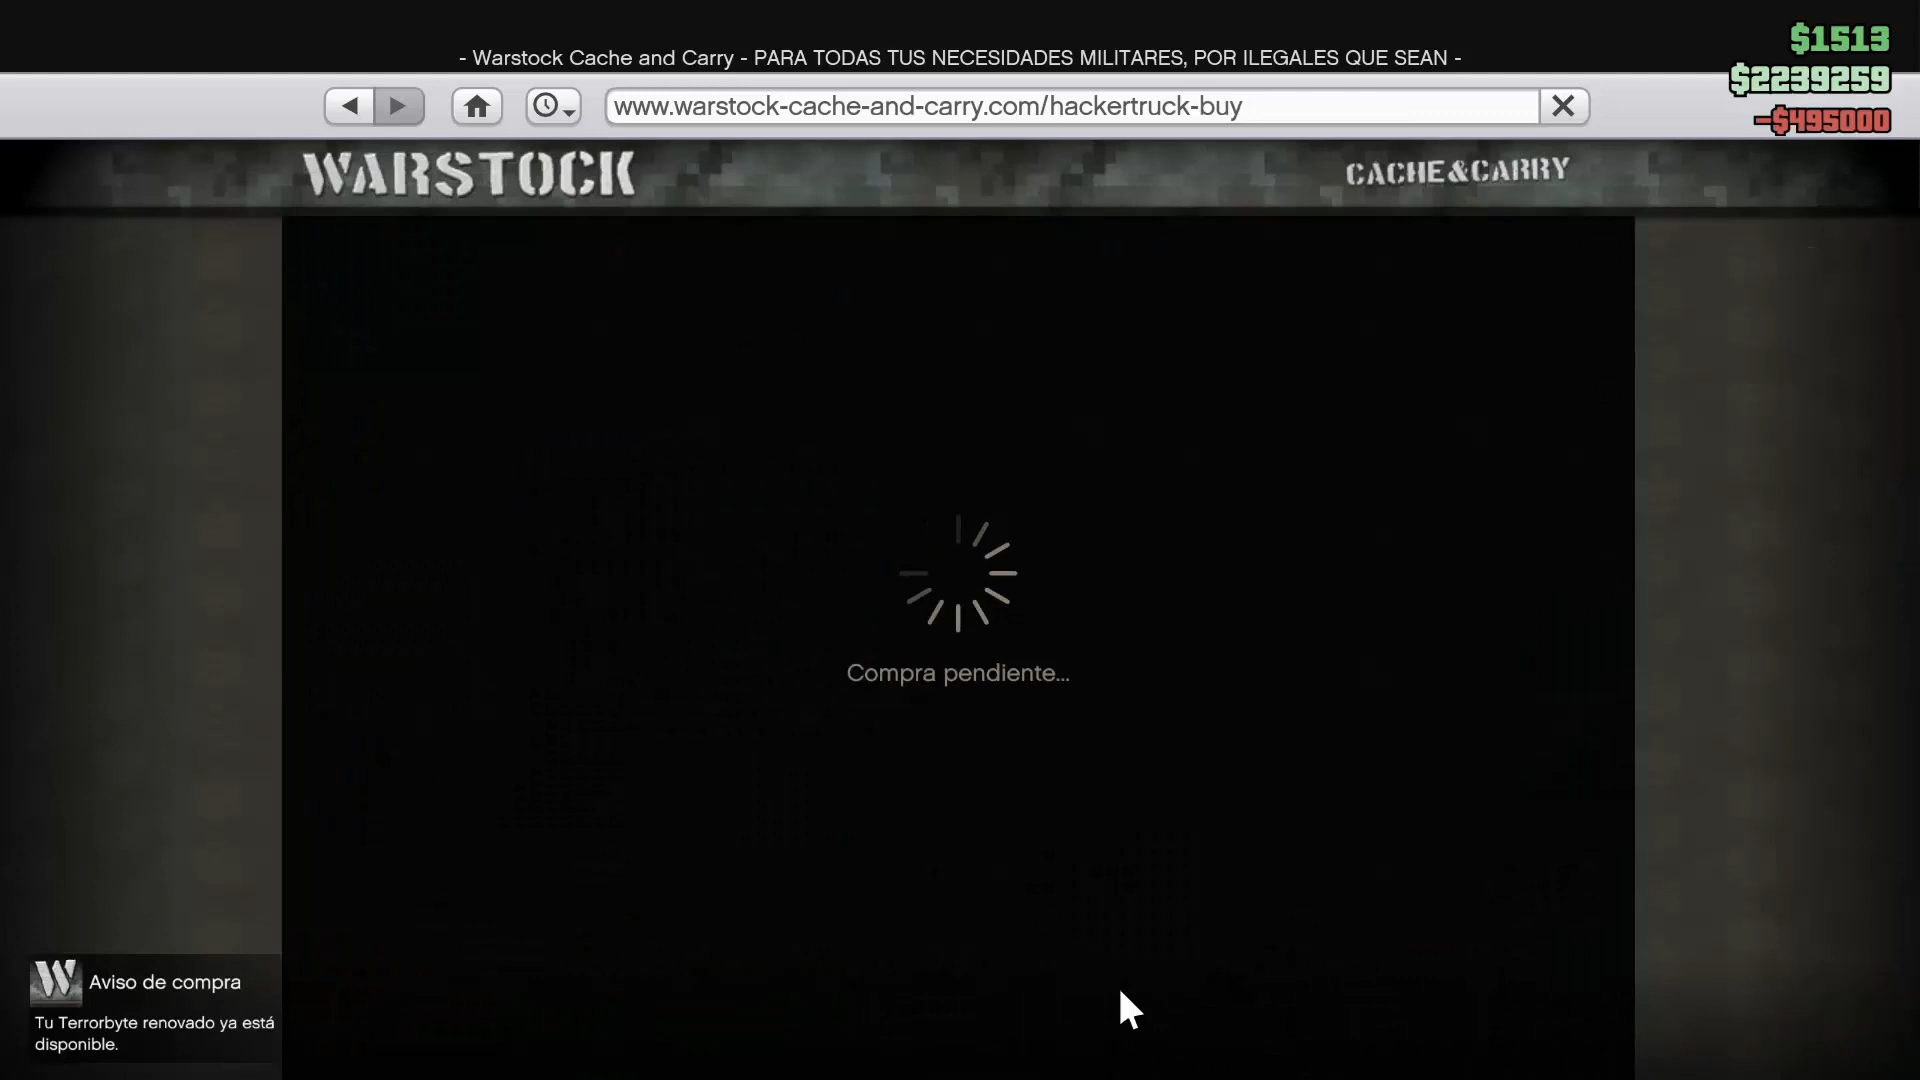 - Warstock Cache and Carry - PARA TODAS TUS NECESIDADES MILITARES, POR ILEGALES QUE SEAN -
$1513
$2239259
-$495000
www.warstock-cache-and-carry.com/hackertruck-buy
WARSTOCK
CACHE&CARRY
Compra pendiente...
W
Aviso de compra
Tu Terrorbyte renovado ya está
disponible.